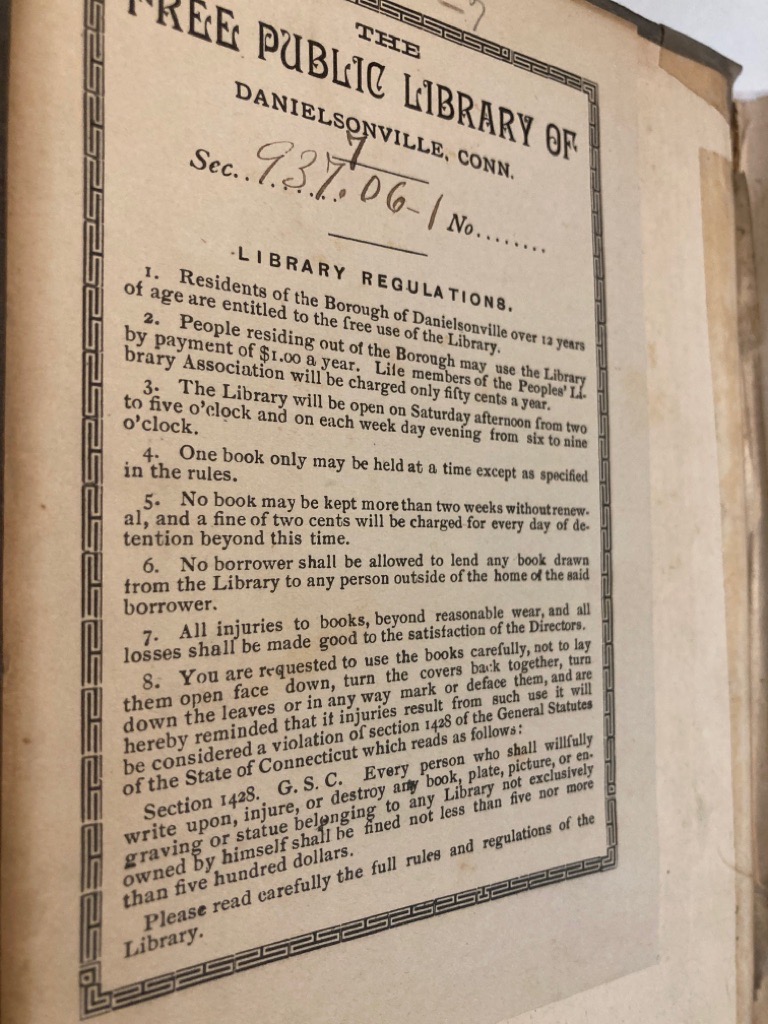 -7
THE
FREE PUBLIC LIBRARY OF
DANIELSONVILLE, CONN.
7
Sec. 937.06-1 No........
LIBRARY REGULATIONS.
1. Residents of the Borough of Danielsonville over 12 years
of age are entitled to the free use of the Library.
2. People residing out of the Borough may use the Library
by payment of $1.00 a year. Life members of the Peoples' Li-
brary Association will be charged only fifty cents a year.
3. The Library will be open on Saturday afternoon from two
to five o'clock and on each week day evening from six to nine
o'clock.
4. One book only may be held at a time except as specified
in the rules.
5. No book may be kept more than two weeks without renew-
al, and a fine of two cents will be charged for every day of de-
tention beyond this time.
6. No borrower shall be allowed to lend any book drawn
from the Library to any person outside of the home of the said
borrower.
7. All injuries to books, beyond reasonable wear, and all
losses shall be made good to the satisfaction of the Directors.
8. You are requested to use the books carefully, not to lay
them open face down, turn the covers back together, turn
down the leaves or in any way mark or deface them, and are
hereby reminded that it injuries result from such use it will
be considered a violation of section 1428 of the General Statutes
of the State of Connecticut which reads as follows:
Section 1428. G. S. C. Every person who shall willfully
write upon, injure, or destroy any book, plate, picture, or en-
graving or statue belonging to any Library not exclusively
owned by himself shall be fined not less than five nor more
than five hundred dollars.
Please read carefully the full rules and regulations of the
Library.